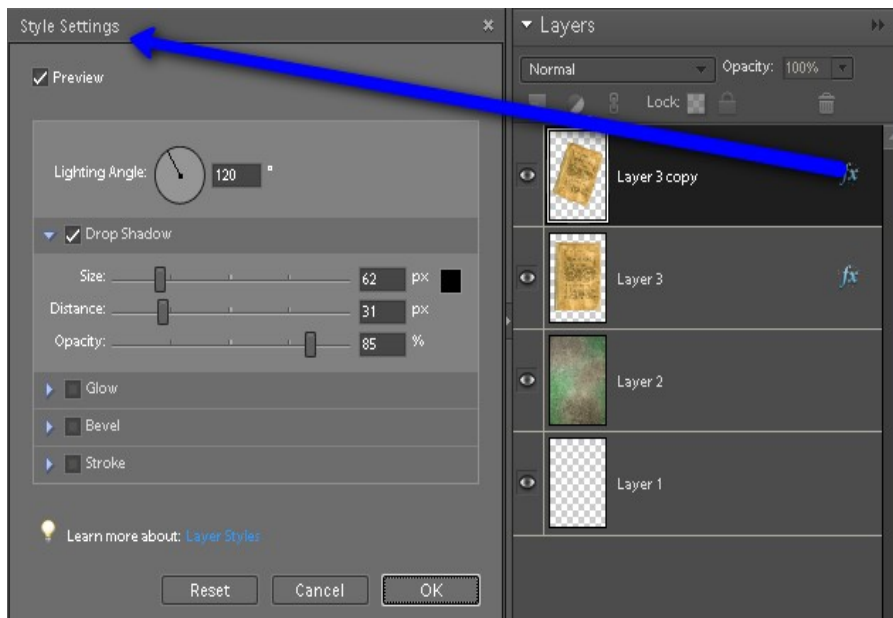 Style Settings
Preview
Lighting Angle: 120 °
Drop Shadow
Size: 62 px
Distance: 31 px
Opacity: 85 %
Glow
Bevel
Stroke
Learn more about: Layer Styles
Reset Cancel OK
Layers
Normal Opacity: 100%
Lock:
Layer 3 copy fx
Layer 3 fx
Layer 2
Layer 1